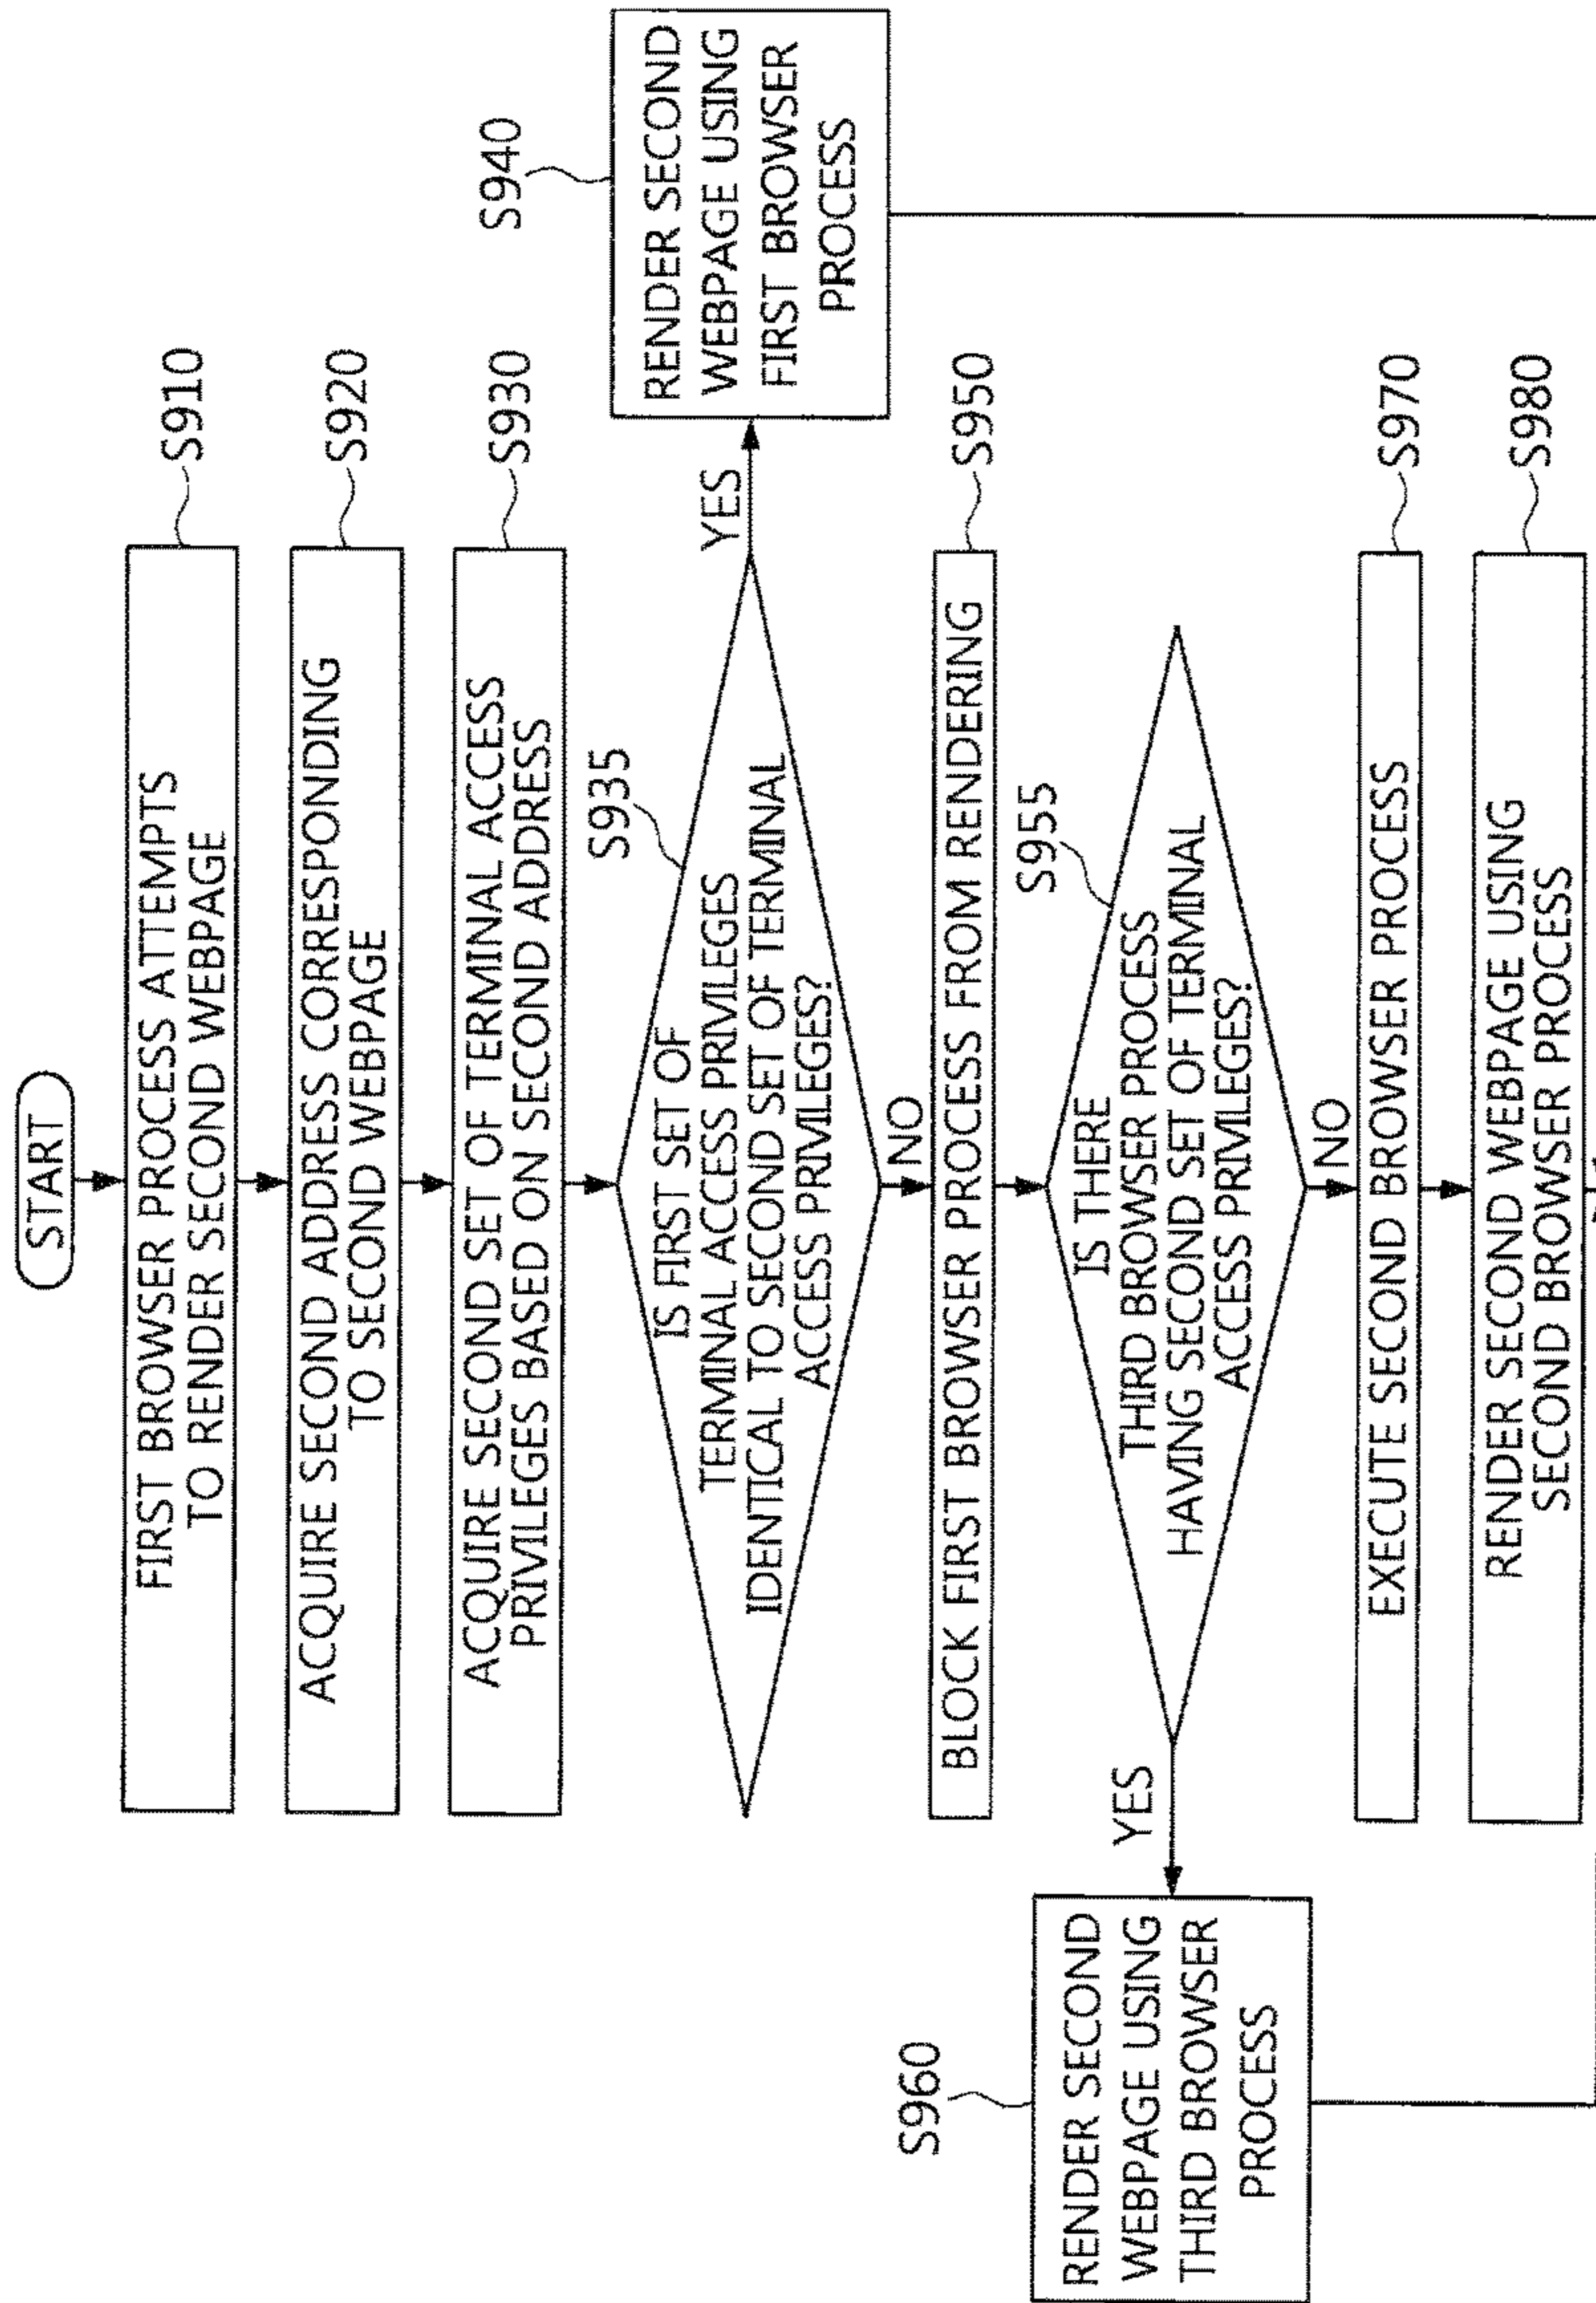 START
FIRST BROWSER PROCESS ATTEMPTS
TO RENDER SECOND WEBPAGE
S910
ACQUIRE SECOND ADDRESS CORRESPONDING
TO SECOND WEBPAGE
S920
ACQUIRE SECOND SET OF TERMINAL ACCESS
PRIVILEGES BASED ON SECOND ADDRESS
S930
S935
IS FIRST SET OF
TERMINAL ACCESS PRIVILEGES
IDENTICAL TO SECOND SET OF TERMINAL
ACCESS PRIVILEGES?
YES
S940
RENDER SECOND
WEBPAGE USING
FIRST BROWSER
PROCESS
NO
BLOCK FIRST BROWSER PROCESS FROM RENDERING
S950
S955
IS THERE
THIRD BROWSER PROCESS
HAVING SECOND SET OF TERMINAL
ACCESS PRIVILEGES?
YES
S960
RENDER SECOND
WEBPAGE USING
THIRD BROWSER
PROCESS
NO
EXECUTE SECOND BROWSER PROCESS
S970
RENDER SECOND WEBPAGE USING
SECOND BROWSER PROCESS
S980